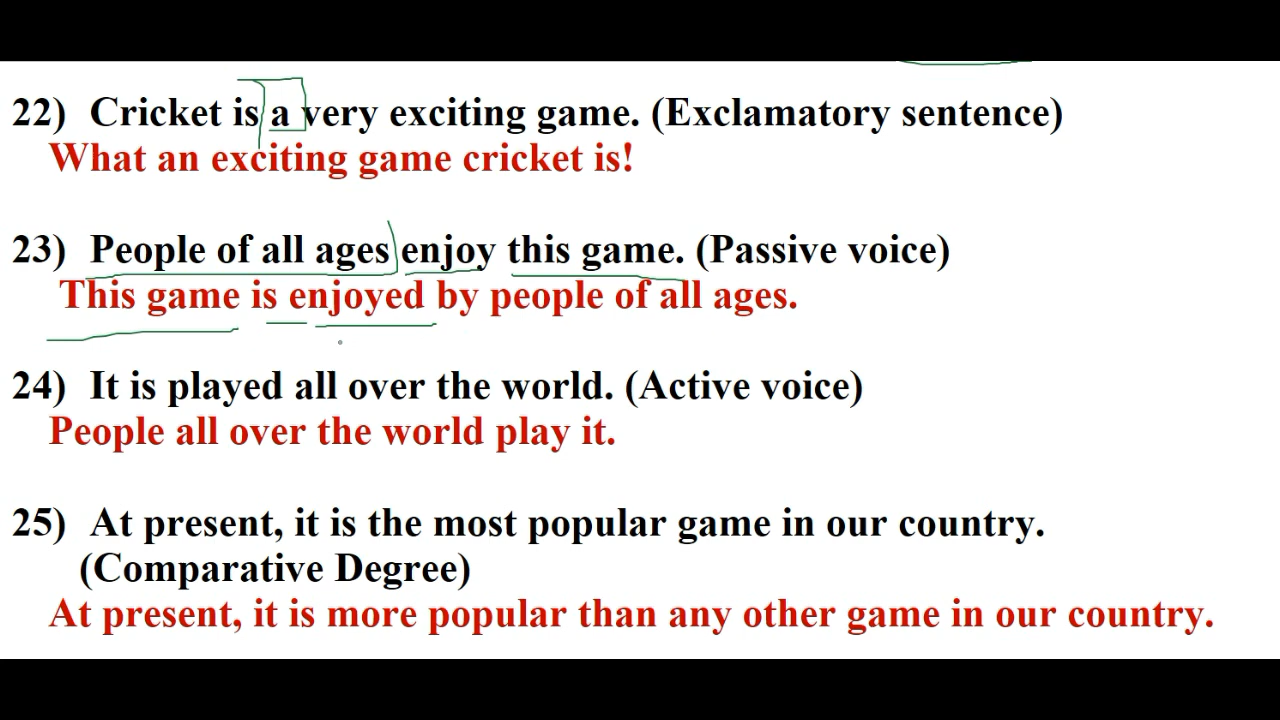 22) Cricket is a very exciting game. (Exclamatory sentence)
What an exciting game cricket is!
23) People of all ages enjoy this game. (Passive voice)
This game is enjoyed by people of all ages.
24) It is played all over the world. (Active voice)
People all over the world play it.
25) At present, it is the most popular game in our country.
(Comparative Degree)
At present, it is more popular than any other game in our country.